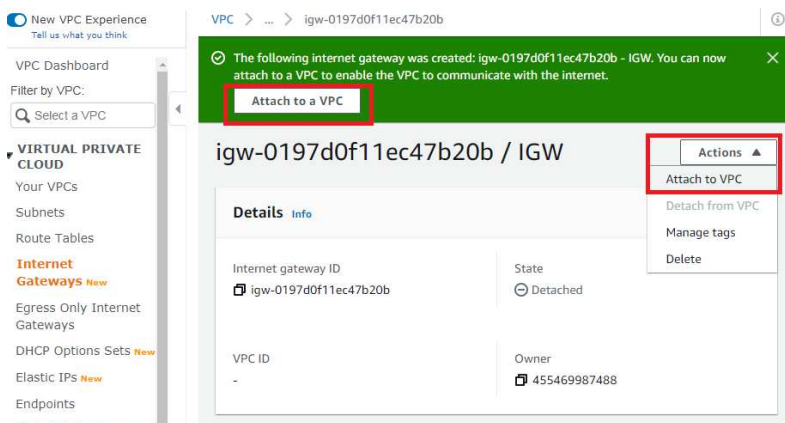 New VPC Experience
Tell us what you think
VPC Dashboard
Filter by VPC:
Select a VPC
VIRTUAL PRIVATE
CLOUD
Your VPCs
Subnets
Route Tables
Internet
Gateways New
Egress Only Internet
Gateways
DHCP Options Sets New
Elastic IPs New
Endpoints
VPC > ... > igw-0197d0f11ec47b20b
The following internet gateway was created: igw-0197d0f11ec47b20b - IGW. You can now
attach to a VPC to enable the VPC to communicate with the internet.
Attach to a VPC
igw-0197d0f11ec47b20b / IGW
Actions
Attach to VPC
Detach from VPC
Manage tags
Delete
Details Info
Internet gateway ID
igw-0197d0f11ec47b20b
State
Detached
VPC ID
-
Owner
455469987488